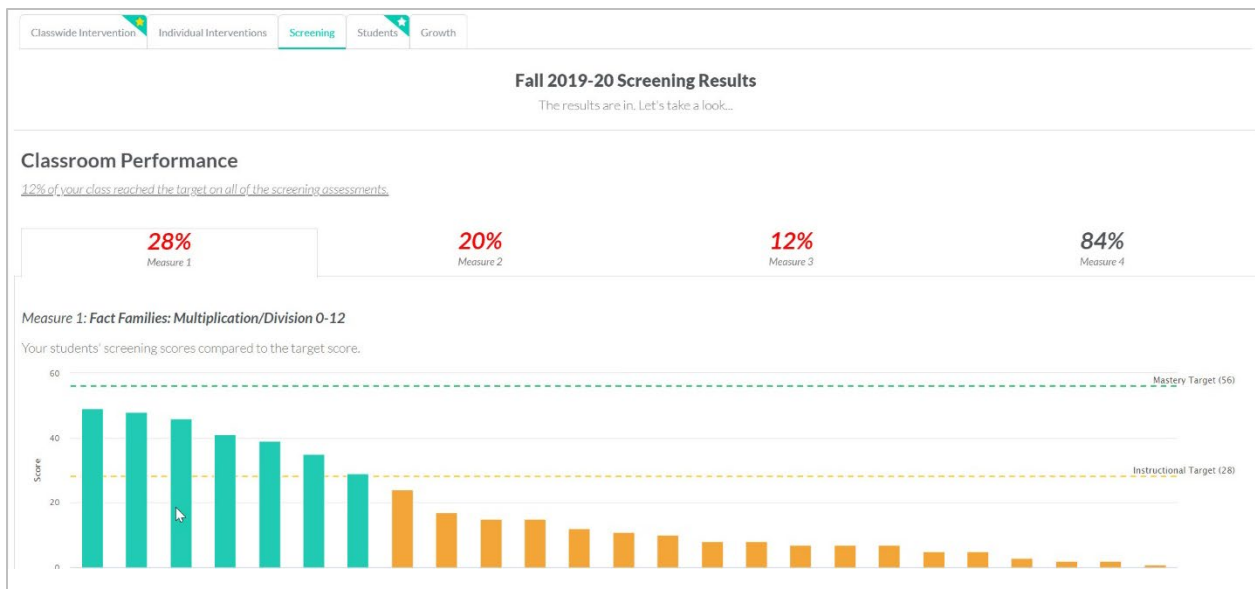 Classwide Intervention Individual Interventions Screening Students Growth
Fall 2019-20 Screening Results
The results are in. Let's take a look...
Classroom Performance
12% of your class reached the target on all of the screening assessments.
28% 20% 12% 84%
Measure 1 Measure 2 Measure 3 Measure 4
Measure 1: Fact Families: Multiplication/Division 0-12
Your students' screening scores compared to the target score.
60
Mastery Target (56)
40
Score
Instructional Target (28)
20
0